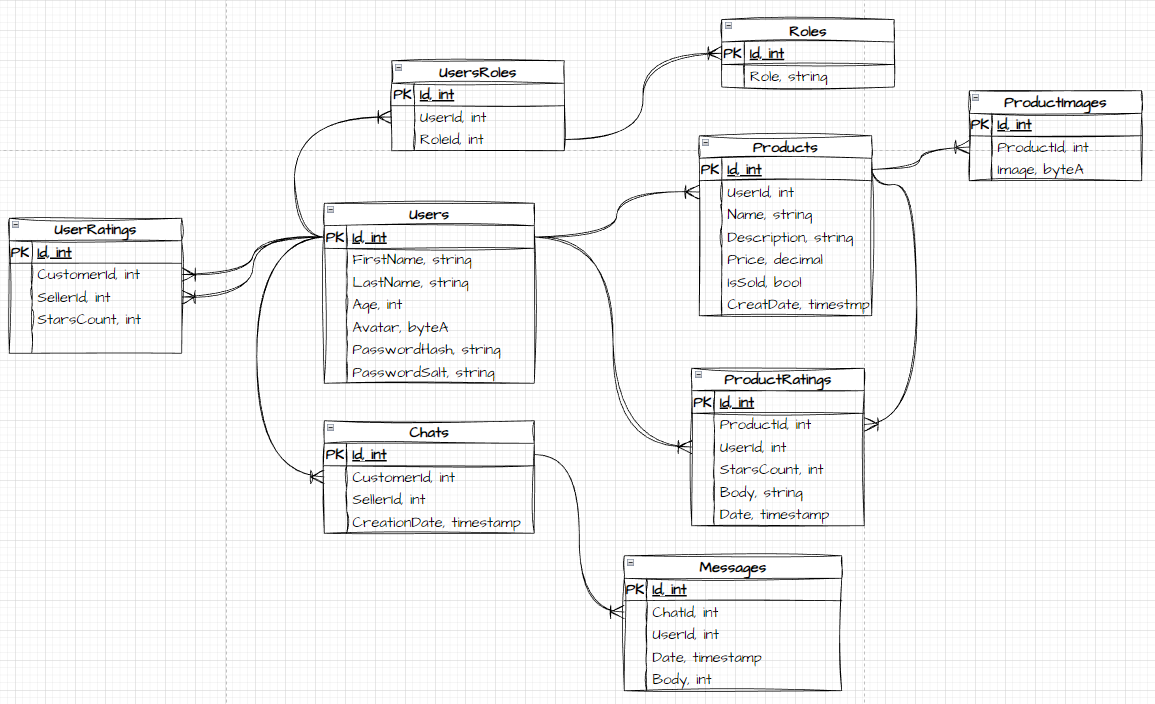 Roles
PK Id, int
Role, string
UsersRoles
PK Id, int
UserId, int
RoleId, int
ProductImages
PK Id, int
ProductId, int
Image, byteA
Products
PK Id, int
UserId, int
Name, string
Description, string
Price, decimal
IsSold, bool
CreatDate, timestmp
Users
PK Id, int
FirstName, string
LastName, string
Age, int
Avatar, byteA
PasswordHash, string
PasswordSalt, string
UserRatings
PK Id, int
CustomerId, int
SellerId, int
StarsCount, int
ProductRatings
PK Id, int
ProductId, int
UserId, int
StarsCount, int
Body, string
Date, timestamp
Chats
PK Id, int
CustomerId, int
SellerId, int
CreationDate, timestamp
Messages
PK Id, int
ChatId, int
UserId, int
Date, timestamp
Body, int